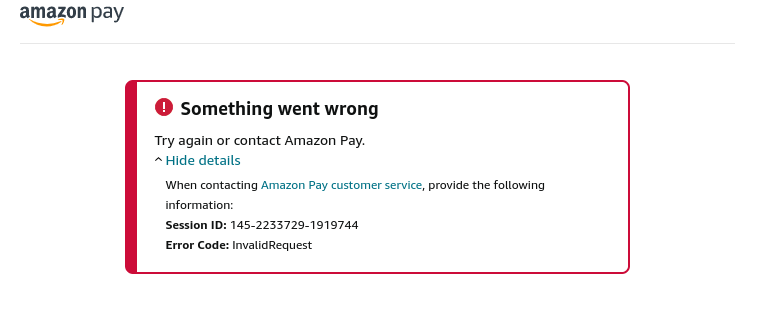 amazon pay
Something went wrong
Try again or contact Amazon Pay.
Hide details
When contacting Amazon Pay customer service, provide the following
information:
Session ID: 145-2233729-1919744
Error Code: InvalidRequest